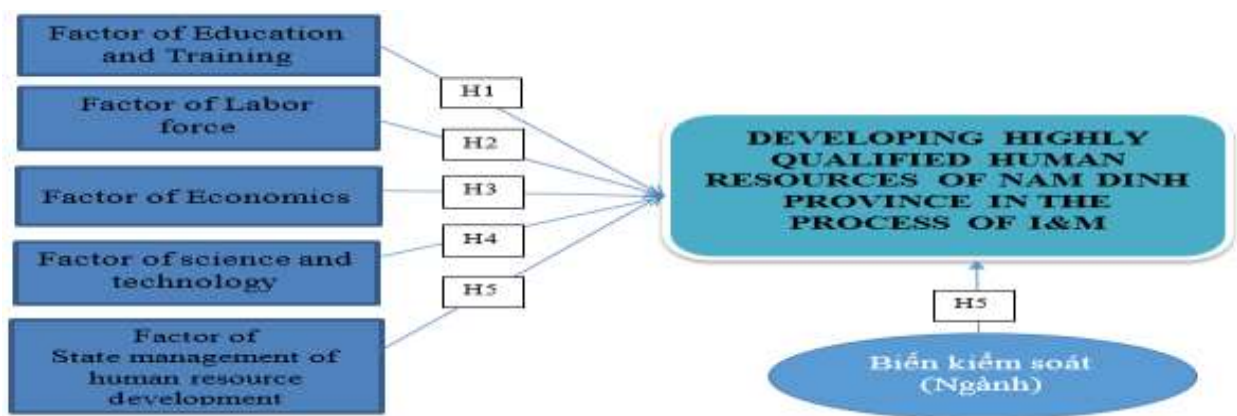 Factor of Education
and Training
Factor of Labor
force
Factor of Economics
Factor of science and
technology
Factor of
State management of
human resource
development
H1
H2
H3
H4
H5
DEVELOPING HIGHLY
QUALIFIED HUMAN
RESOURCES OF NAM DINH
PROVINCE IN THE
PROCESS OF I&M
H5
Biến kiểm soát
(Ngành)